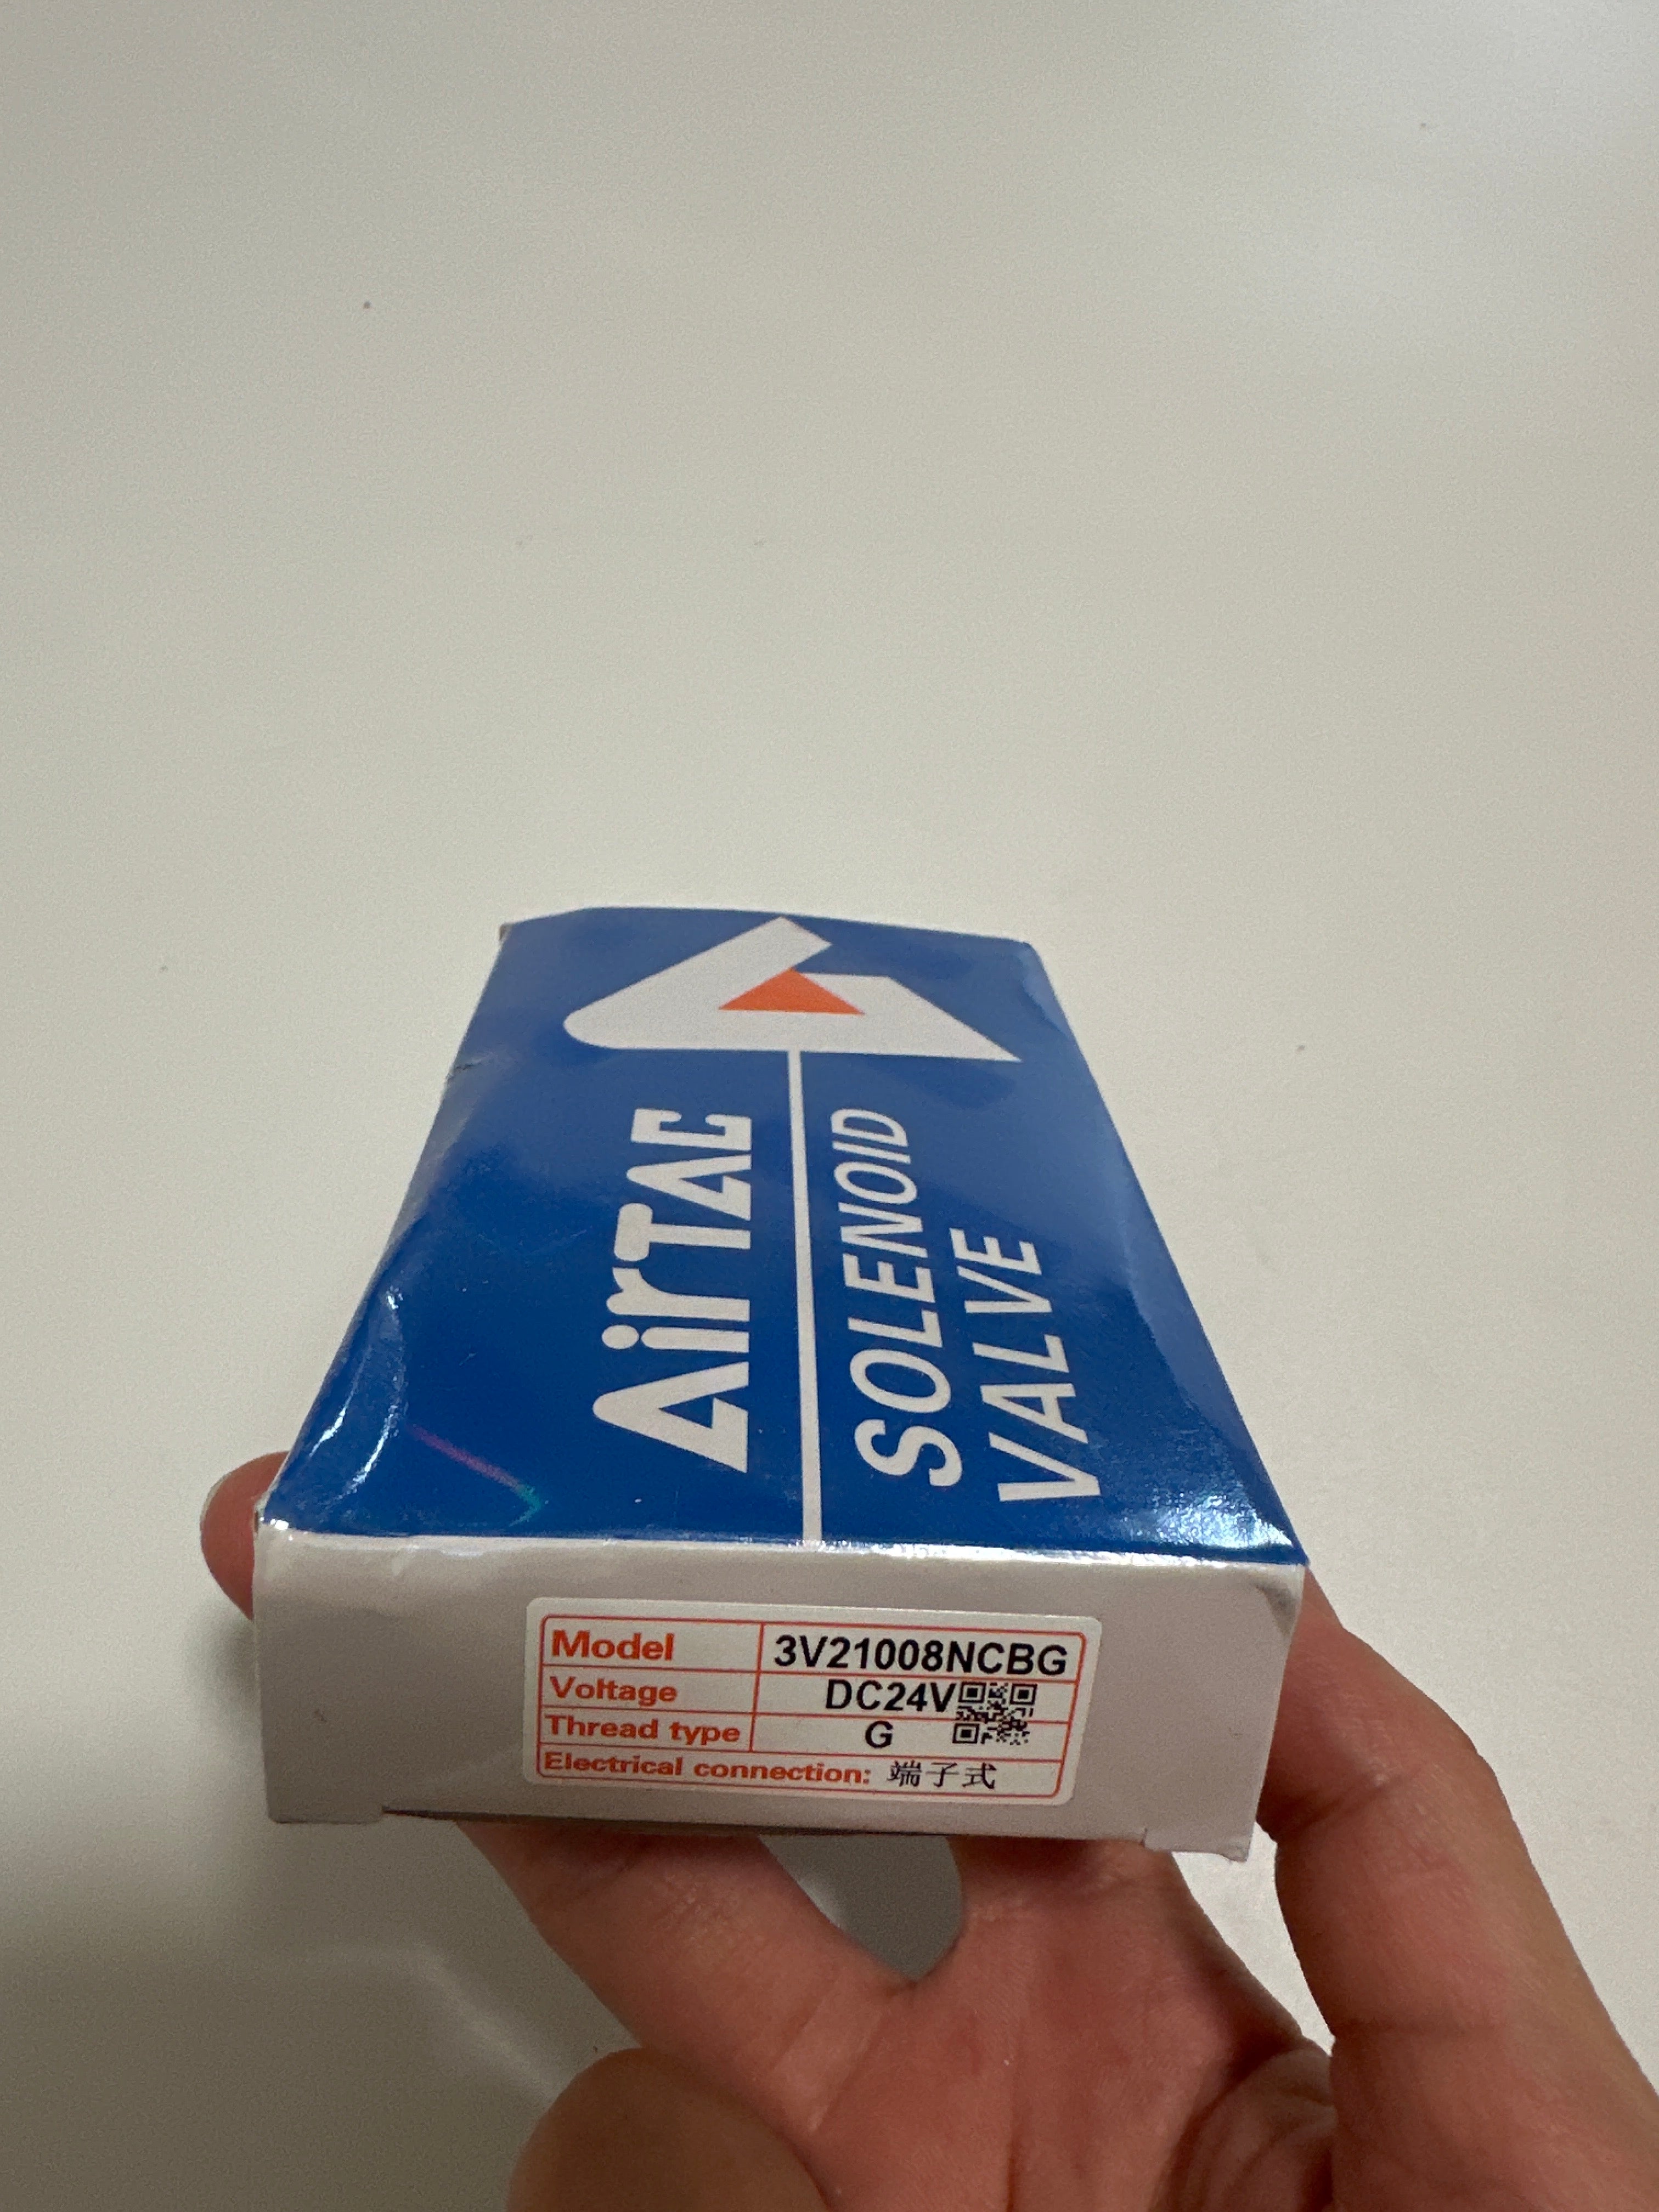 AirTAC
SOLENOID
VALVE
Model 3V21008NCBG
Voltage DC24V
Thread type G
Electrical connection: 端子式